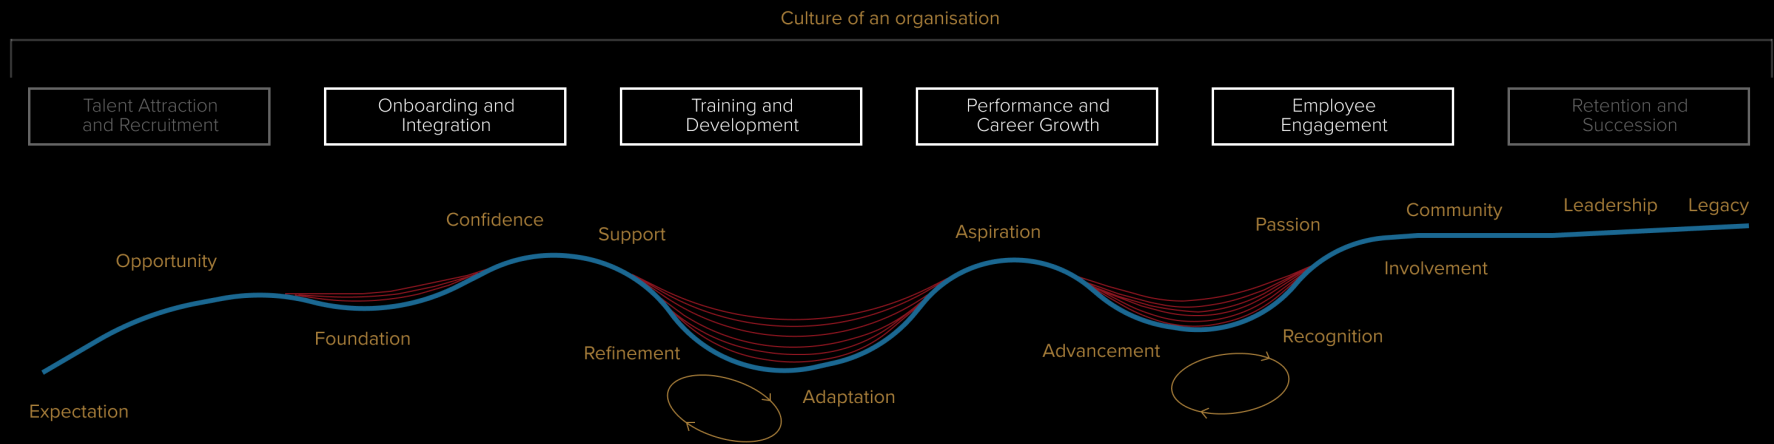 Culture of an organisation
Talent Attraction
and Recruitment
Onboarding and
Integration
Training and
Development
Performance and
Career Growth
Employee
Engagement
Retention and
Succession
Expectation
Opportunity
Foundation
Confidence
Support
Refinement
Adaptation
Aspiration
Advancement
Recognition
Passion
Involvement
Community
Leadership
Legacy